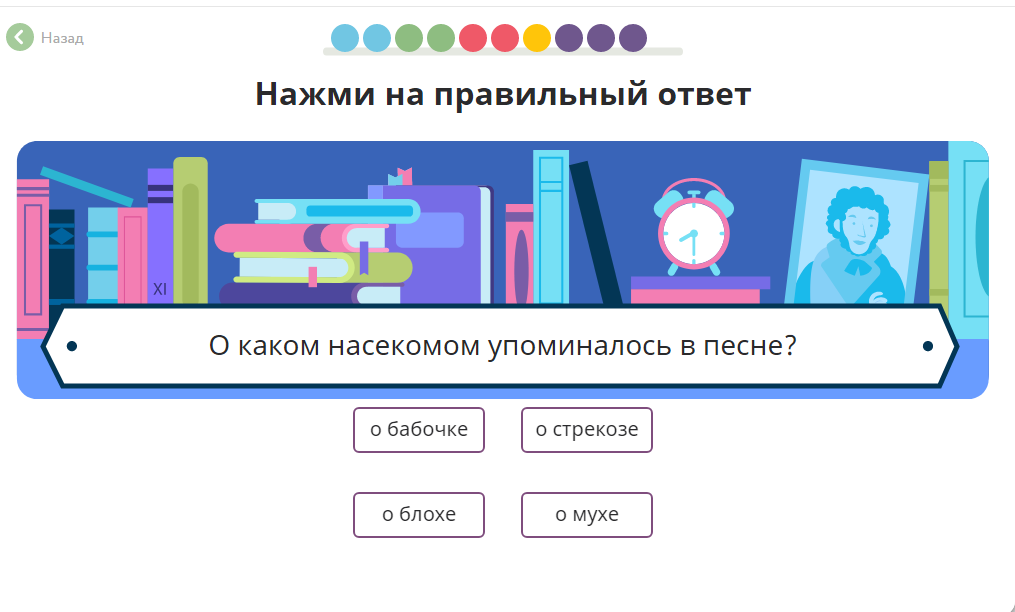 Назад
Нажми на правильный ответ
XI
О каком насекомом упоминалось в песне?
о бабочке
о стрекозе
о блохе
о мухе